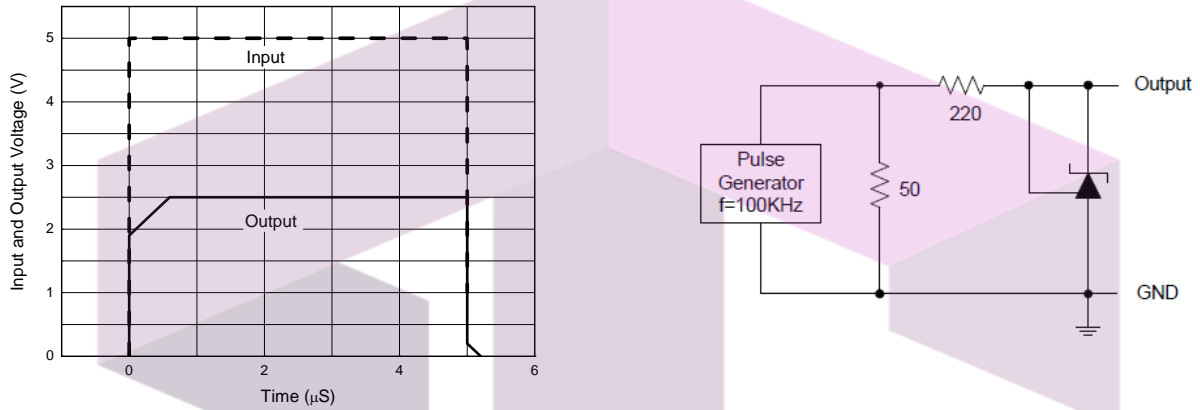 Input and Output Voltage (V)
5
4
3
2
1
0
Input
Output
0
2
4
6
Time (μS)
Pulse
Generator
f=100KHz
50
220
Output
GND